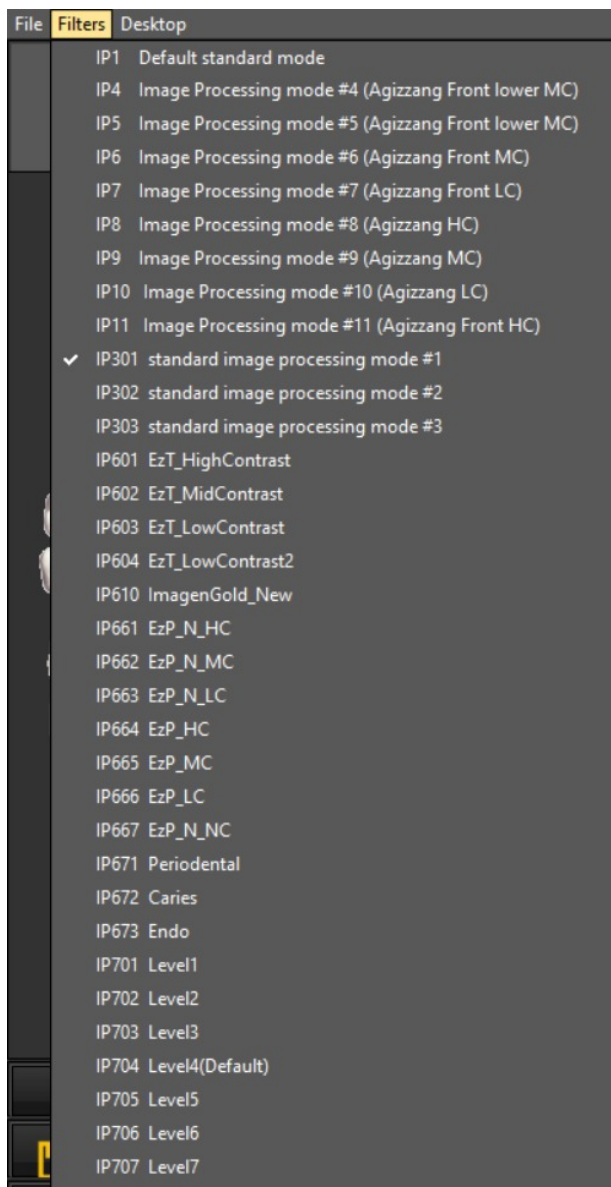 File Filters Desktop
IP1 Default standard mode
IP4 Image Processing mode #4 (Agizzang Front lower MC)
IP5 Image Processing mode #5 (Agizzang Front lower MC)
IP6 Image Processing mode #6 (Agizzang Front MC)
IP7 Image Processing mode #7 (Agizzang Front LC)
IP8 Image Processing mode #8 (Agizzang HC)
IP9 Image Processing mode #9 (Agizzang MC)
IP10 Image Processing mode #10 (Agizzang LC)
IP11 Image Processing mode #11 (Agizzang Front HC)
IP301 standard image processing mode #1
IP302 standard image processing mode #2
IP303 standard image processing mode #3
IP601 EzT_HighContrast
IP602 EzT_MidContrast
IP603 EzT_LowContrast
IP604 EzT_LowContrast2
IP610 ImagenGold_New
IP661 EzP_N_HC
IP662 EzP_N_MC
IP663 EzP_N_LC
IP664 EzP_HC
IP665 EzP_MC
IP666 EzP_LC
IP667 EzP_N_NC
IP671 Periodental
IP672 Caries
IP673 Endo
IP701 Level1
IP702 Level2
IP703 Level3
IP704 Level4(Default)
IP705 Level5
IP706 Level6
IP707 Level7